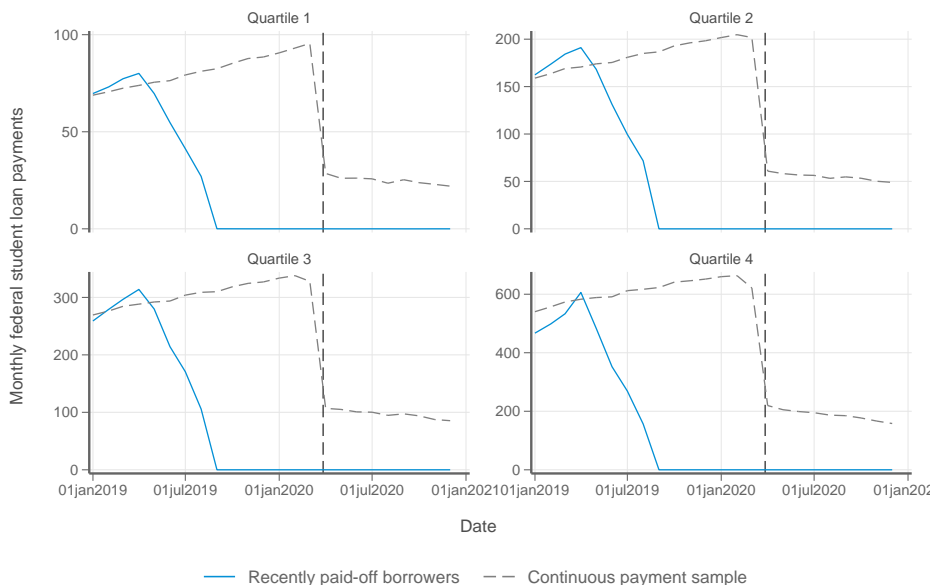 Quartile 1
Quartile 2
100
50
0
200
150
100
50
0
Quartile 3
Quartile 4
300
200
100
0
600
400
200
0
01jan2019 01jul2019 01jan2020 01jul2020 01jan2021
01jan2019 01jul2019 01jan2020 01jul2020 01jan202
Monthly federal student loan payments
Date
Recently paid-off borrowers
Continuous payment sample